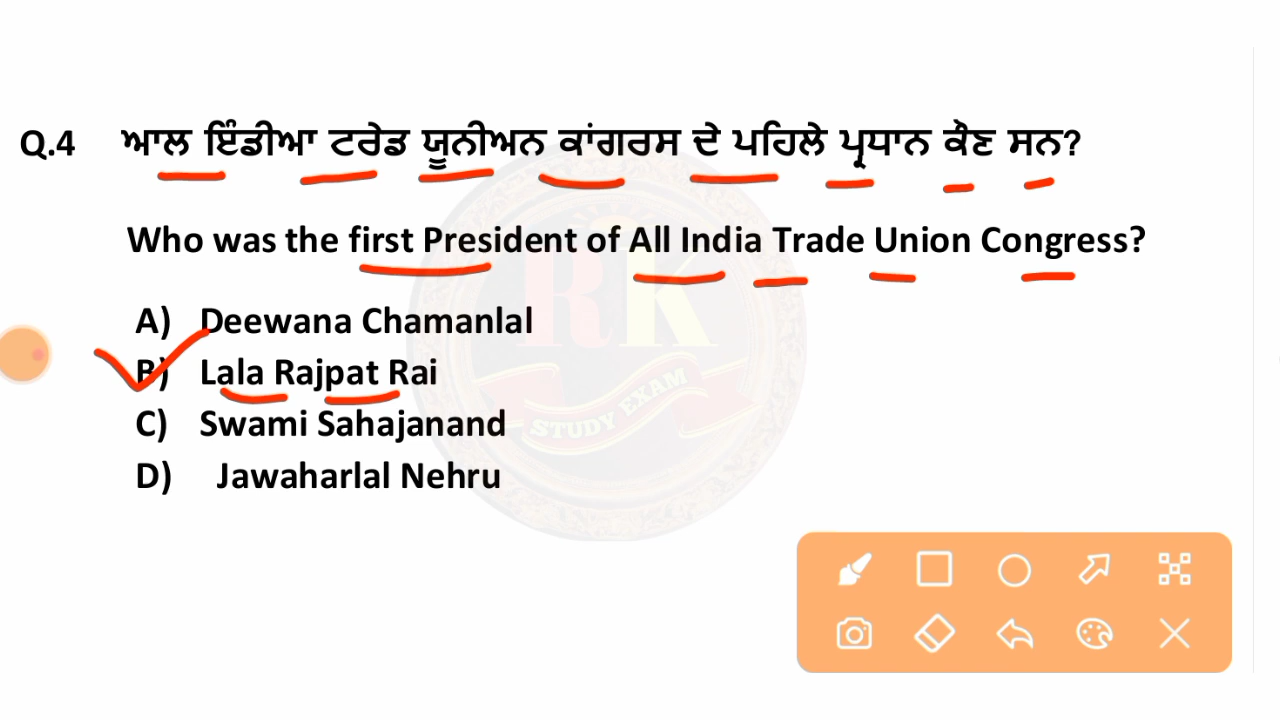 Q.4 ਆਲ ਇੰਡੀਆ ਟਰੇਡ ਯੂਨੀਅਨ ਕਾਂਗਰਸ ਦੇ ਪਹਿਲੇ ਪ੍ਰਧਾਨ ਕੌਣ ਸਨ?
Who was the first President of All India Trade Union Congress?
A) Deewana Chamanlal
B) Lala Rajpat Rai
C) Swami Sahajanand
D) Jawaharlal Nehru
RK
STUDY EXAM